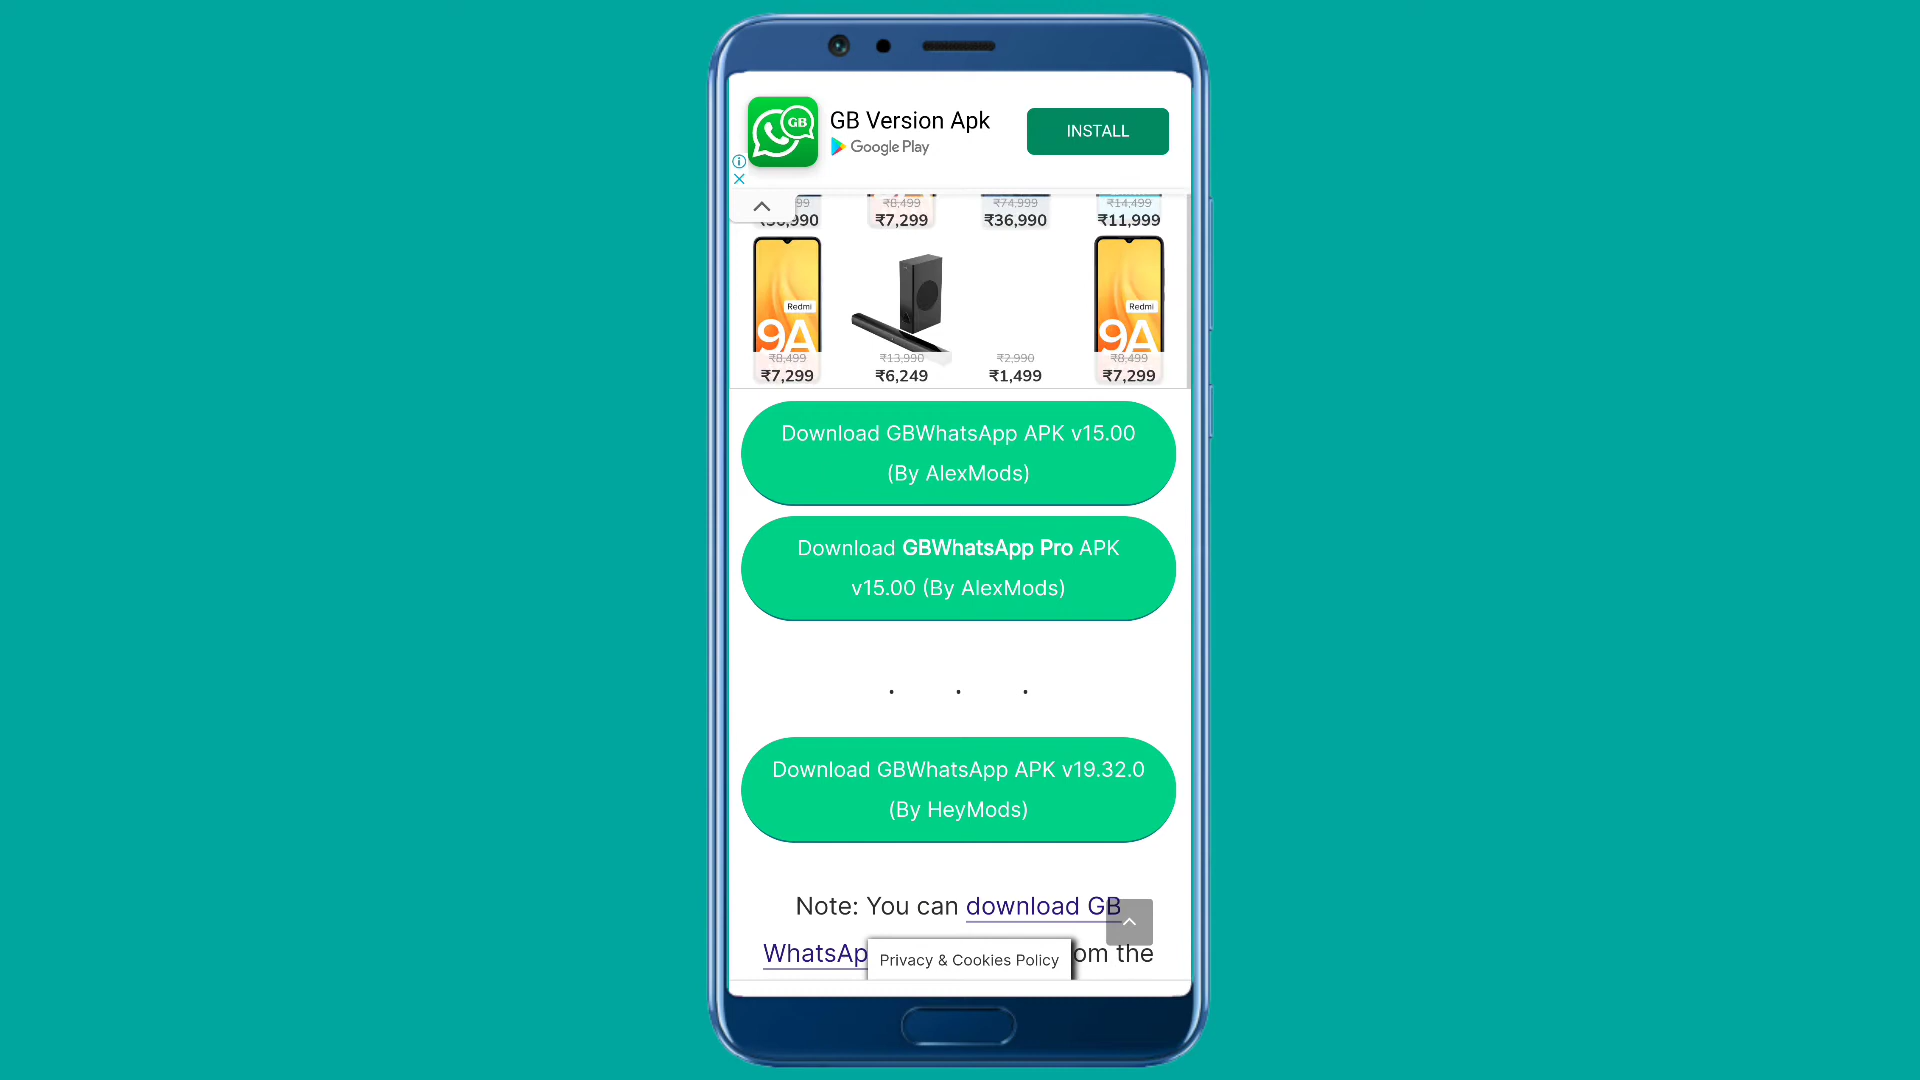 GB
GB Version Apk
Google Play
INSTALL
99 ₹8,499 ₹74,999 ₹14,499
,990 ₹7,299 ₹36,990 ₹11,999
Redmi Redmi
9A 9A
₹8,499 ₹13,990 ₹2,990 ₹8,499
₹7,299 ₹6,249 ₹1,499 ₹7,299
Download GBWhatsApp APK v15.00
(By AlexMods)
Download GBWhatsApp Pro APK
v15.00 (By AlexMods)
. . .
Download GBWhatsApp APK v19.32.0
(By HeyMods)
Note: You can download GB
WhatsAp om the
Privacy & Cookies Policy